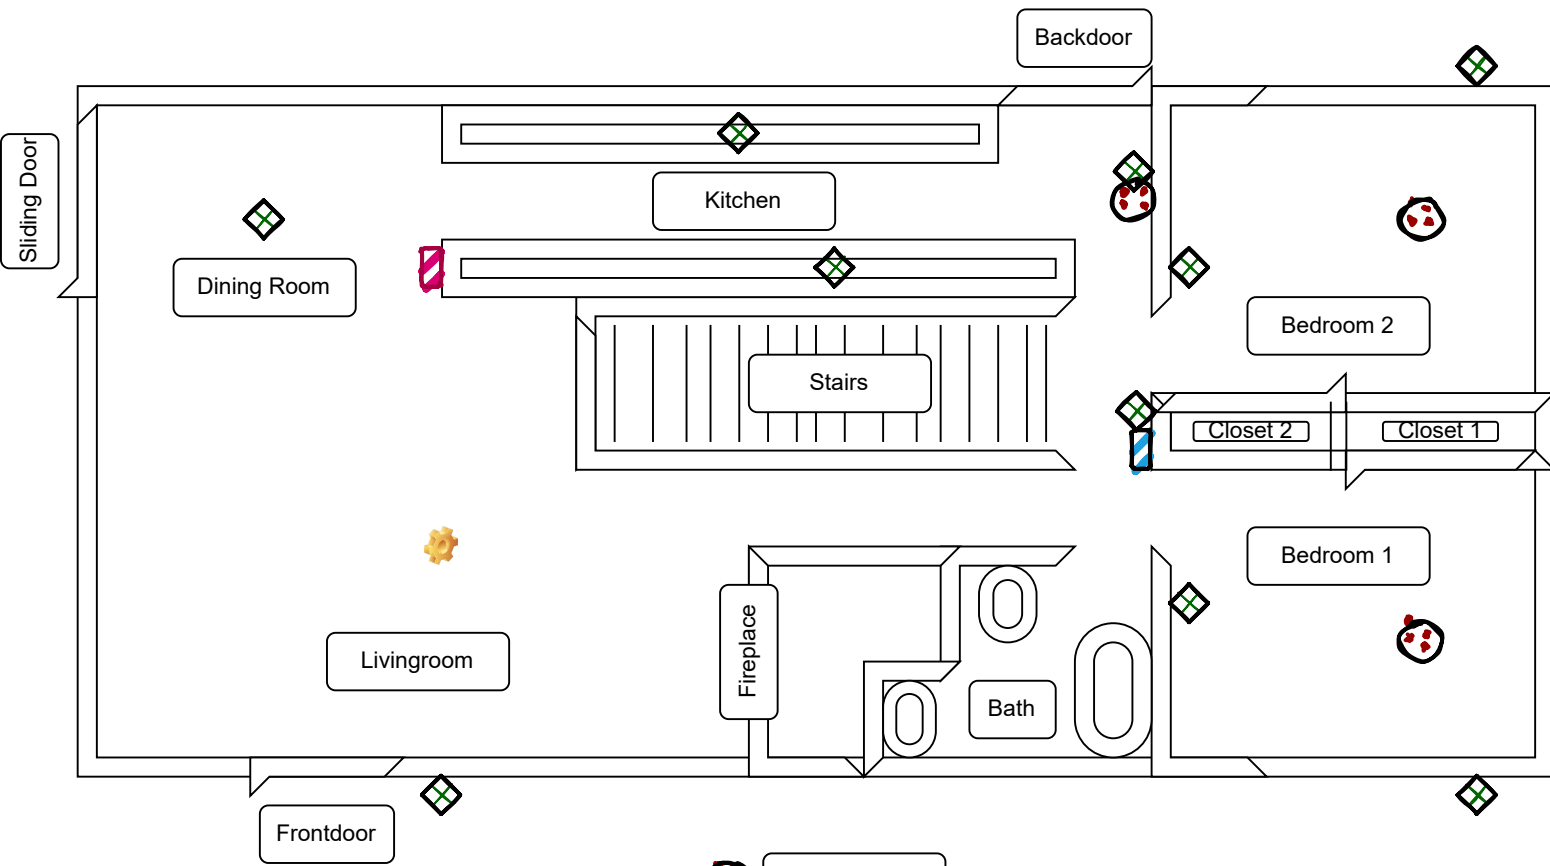 Backdoor
Sliding Door
Kitchen
Dining Room
Bedroom 2
Stairs
Closet 2
Closet 1
Bedroom 1
Fireplace
Livingroom
Bath
Frontdoor